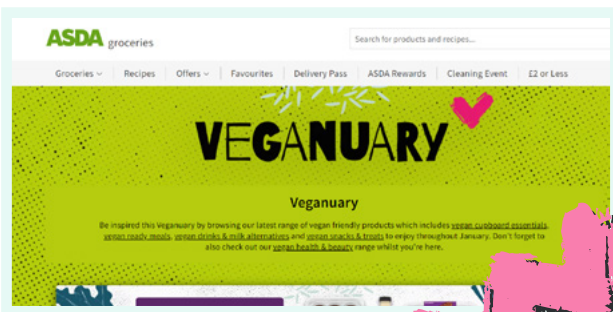 ASDA groceries
Search for products and recipes...
Groceries
Recipes
Offers
Favourites
Delivery Pass
ASDA Rewards
Cleaning Event
£2 or Less
VEGANUARY
Veganuary
Be inspired this Veganuary by browsing our latest range of vegan friendly products which includes vegan cupboard essentials,
vegan ready meals, vegan drinks & milk alternatives and vegan snacks & treats to enjoy throughout January. Don't forget to
also check out our vegan health & beauty range whilst you're here.